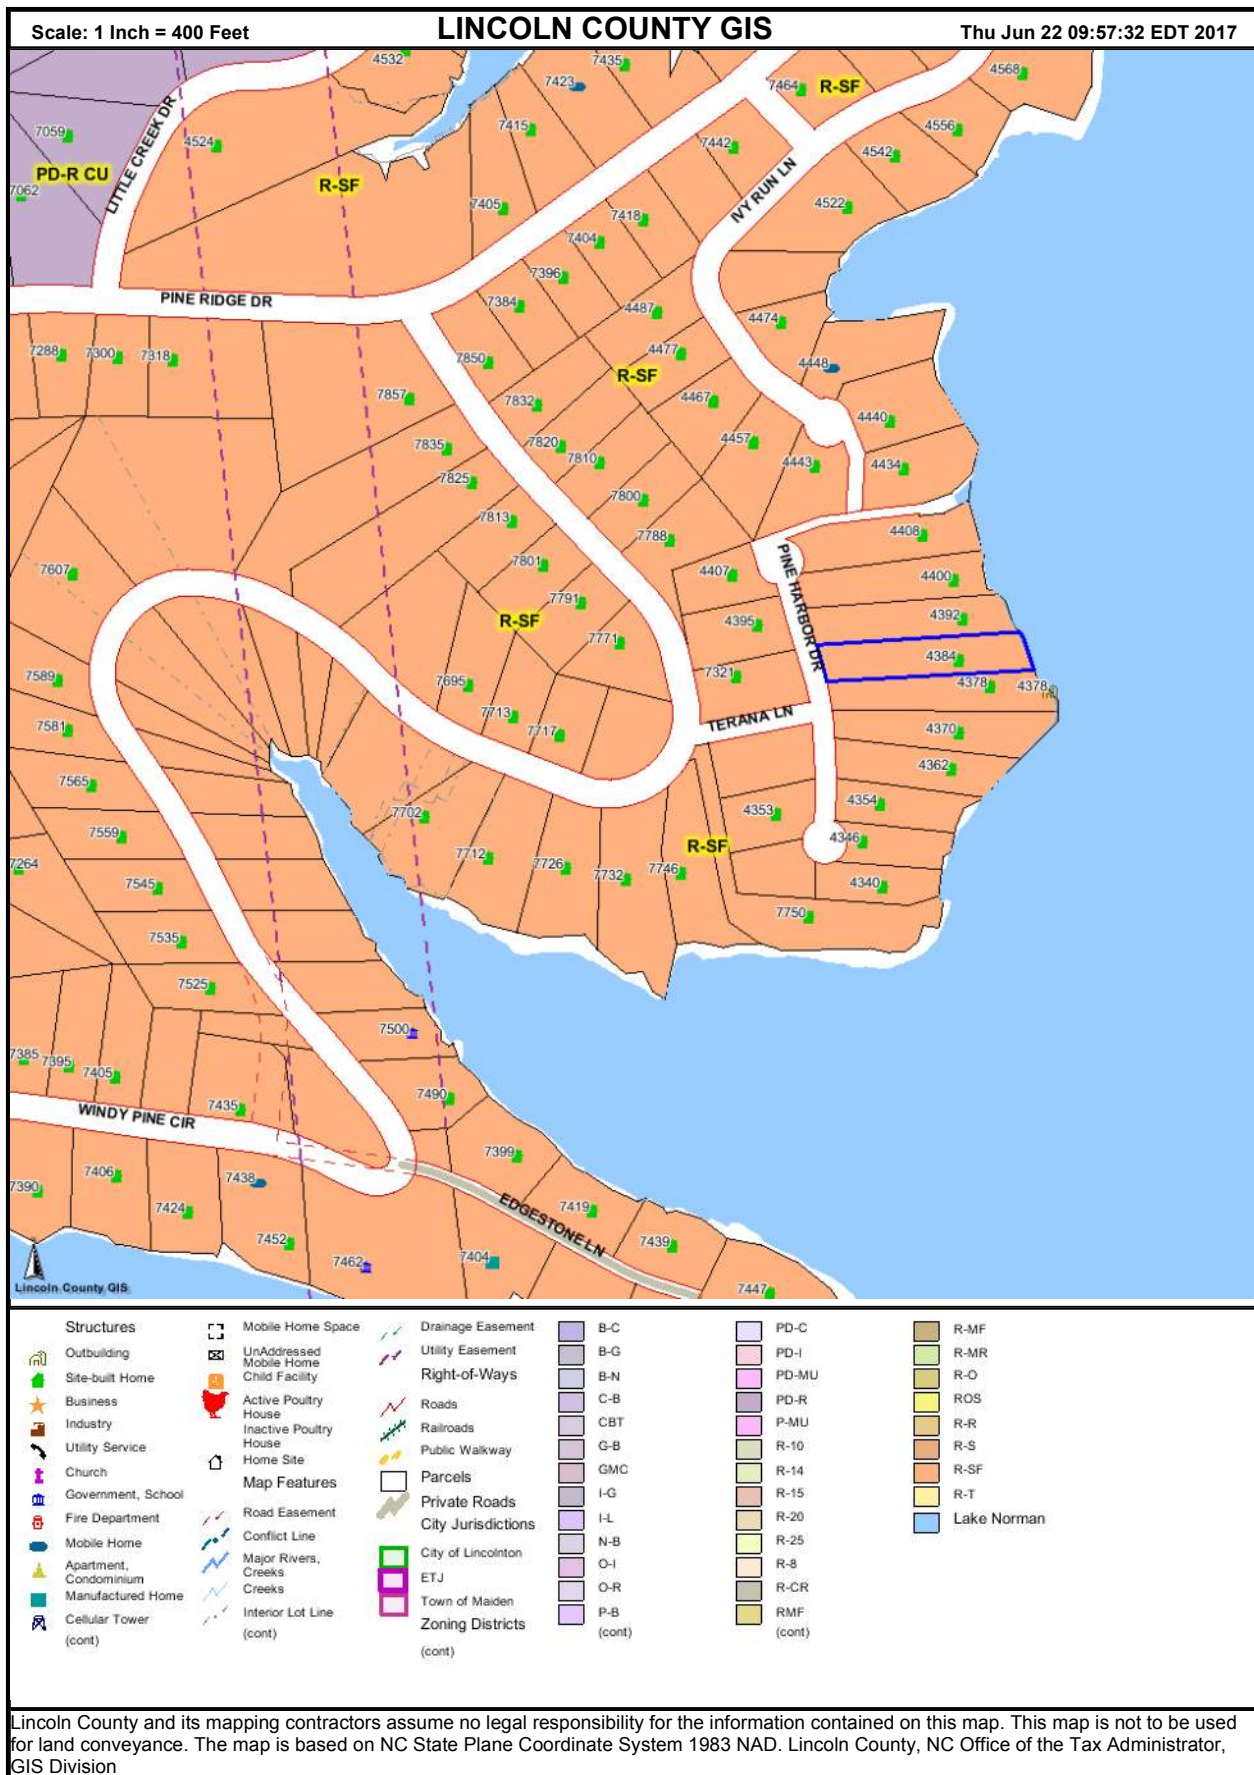 Scale: 1 Inch = 400 Feet
LINCOLN COUNTY GIS
Thu Jun 22 09:57:32 EDT 2017
4532
7423
7435
7464
R-SF
4568
7059
LITTLE CREEK DR
4524
7415
7442
4556
4542
PD-R CU
R-SF
7062
7405
7418
IVY RUN LN
4522
7404
7396
PINE RIDGE DR
7384
4487
4474
7288
7300
7318
7850
4477
4448
R-SF
7857
7832
4467
4440
7835
7820
4457
7825
7810
4443
4434
7813
7800
7788
4408
7801
PINE HARBOR DR
7607
4407
4400
7791
R-SF
4395
4392
7771
4384
7589
7695
7321
4378
4378
7581
7713
7717
TERANA LN
4370
7565
4362
7702
4353
4354
7559
4346
7264
7712
7726
7732
7746
R-SF
7545
4340
7750
7535
7525
7500
7385
7395
7405
7490
WINDY PINE CIR
7435
7399
7390
7406
7438
7424
EDGESTONE LN
7419
7452
7462
7404
7439
7447
Lincoln County GIS
Structures
Outbuilding
Site-built Home
Business
Industry
Utility Service
Church
Government, School
Fire Department
Mobile Home
Apartment,
Condominium
Manufactured Home
Cellular Tower
(cont)
Mobile Home Space
UnAddressed
Mobile Home
Child Facility
Active Poultry
House
Inactive Poultry
House
Home Site
Map Features
Road Easement
Conflict Line
Major Rivers,
Creeks
Creeks
Interior Lot Line
(cont)
Drainage Easement
Utility Easement
Right-of-Ways
Roads
Railroads
Public Walkway
Parcels
Private Roads
City Jurisdictions
City of Lincolnton
ETJ
Town of Maiden
Zoning Districts
(cont)
B-C
B-G
B-N
C-B
CBT
G-B
GMC
I-G
I-L
N-B
O-I
O-R
P-B
(cont)
PD-C
PD-I
PD-MU
PD-R
P-MU
R-10
R-14
R-15
R-20
R-25
R-8
R-CR
RMF
(cont)
R-MF
R-MR
R-O
ROS
R-R
R-S
R-SF
R-T
Lake Norman
Lincoln County and its mapping contractors assume no legal responsibility for the information contained on this map. This map is not to be used
for land conveyance. The map is based on NC State Plane Coordinate System 1983 NAD. Lincoln County, NC Office of the Tax Administrator,
GIS Division